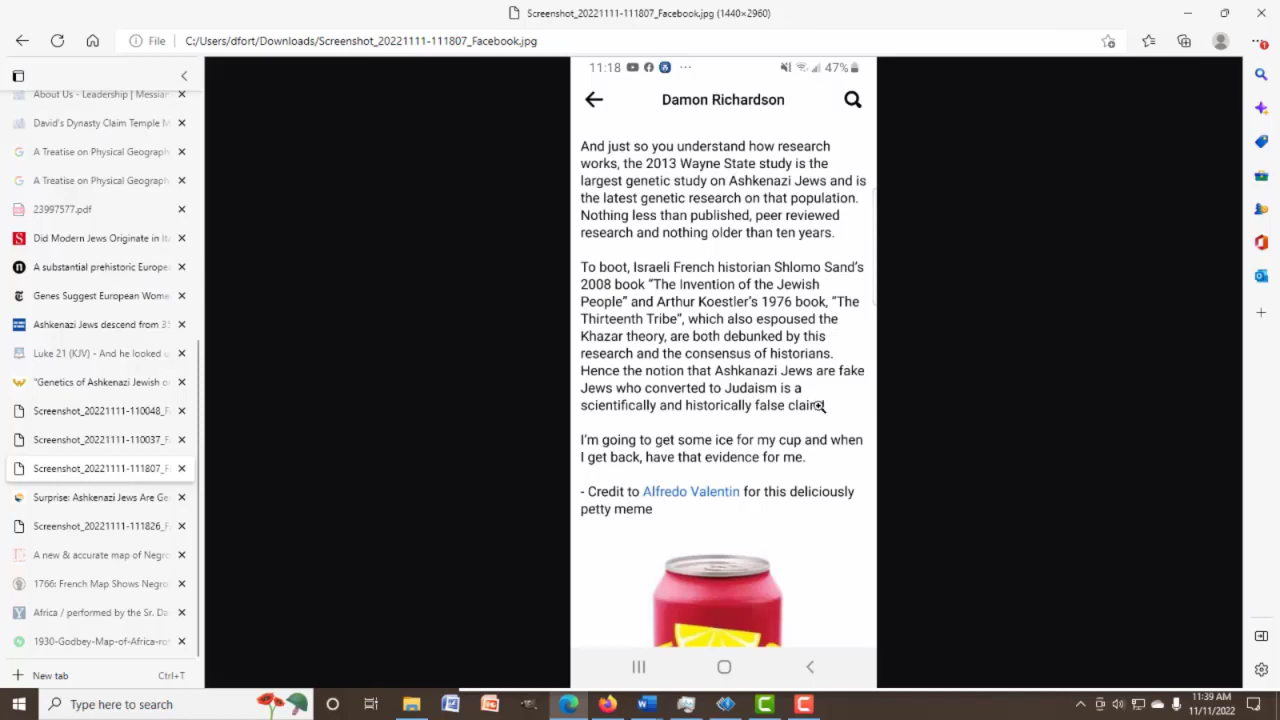 Screenshot_20221111-111807_Facebook.jpg (1440×2960)
File
C:/Users/dfort/Downloads/Screenshot_20221111-111807_Facebook.jpg
About Us - Leadership | Messian
David's Dynasty Claim Temple M
A Treatise on Physical Geograph
A Treatise on Physical Geograph
23997577.pdf
Did Modern Jews Originate in Ita
A substantial prehistoric Europe
Genes Suggest European Wome
Ashkenazi Jews descend from 35
Luke 21 (KJV) - And he looked u
"Genetics of Ashkenazi Jewish o
Screenshot_20221111-110048_F
Screenshot_20221111-110037_F
Screenshot_20221111-111807_F
Surprise: Ashkenazi Jews Are Ge
Screenshot_20221111-111826_F
A new & accurate map of Negro
1766: French Map Shows Negro
Africa / performed by the Sr. Da
1930-Godbey-Map-of-Africa-ro
New tab
Ctrl+T
11:18
47%
Damon Richardson
And just so you understand how research
works, the 2013 Wayne State study is the
largest genetic study on Ashkenazi Jews and is
the latest genetic research on that population.
Nothing less than published, peer reviewed
research and nothing older than ten years.
To boot, Israeli French historian Shlomo Sand's
2008 book "The Invention of the Jewish
People" and Arthur Koestler's 1976 book, "The
Thirteenth Tribe", which also espoused the
Khazar theory, are both debunked by this
research and the consensus of historians.
Hence the notion that Ashkanazi Jews are fake
Jews who converted to Judaism is a
scientifically and historically false claim
I'm going to get some ice for my cup and when
I get back, have that evidence for me.
- Credit to Alfredo Valentin for this deliciously
petty meme
Type here to search
11:39 AM
11/11/2022